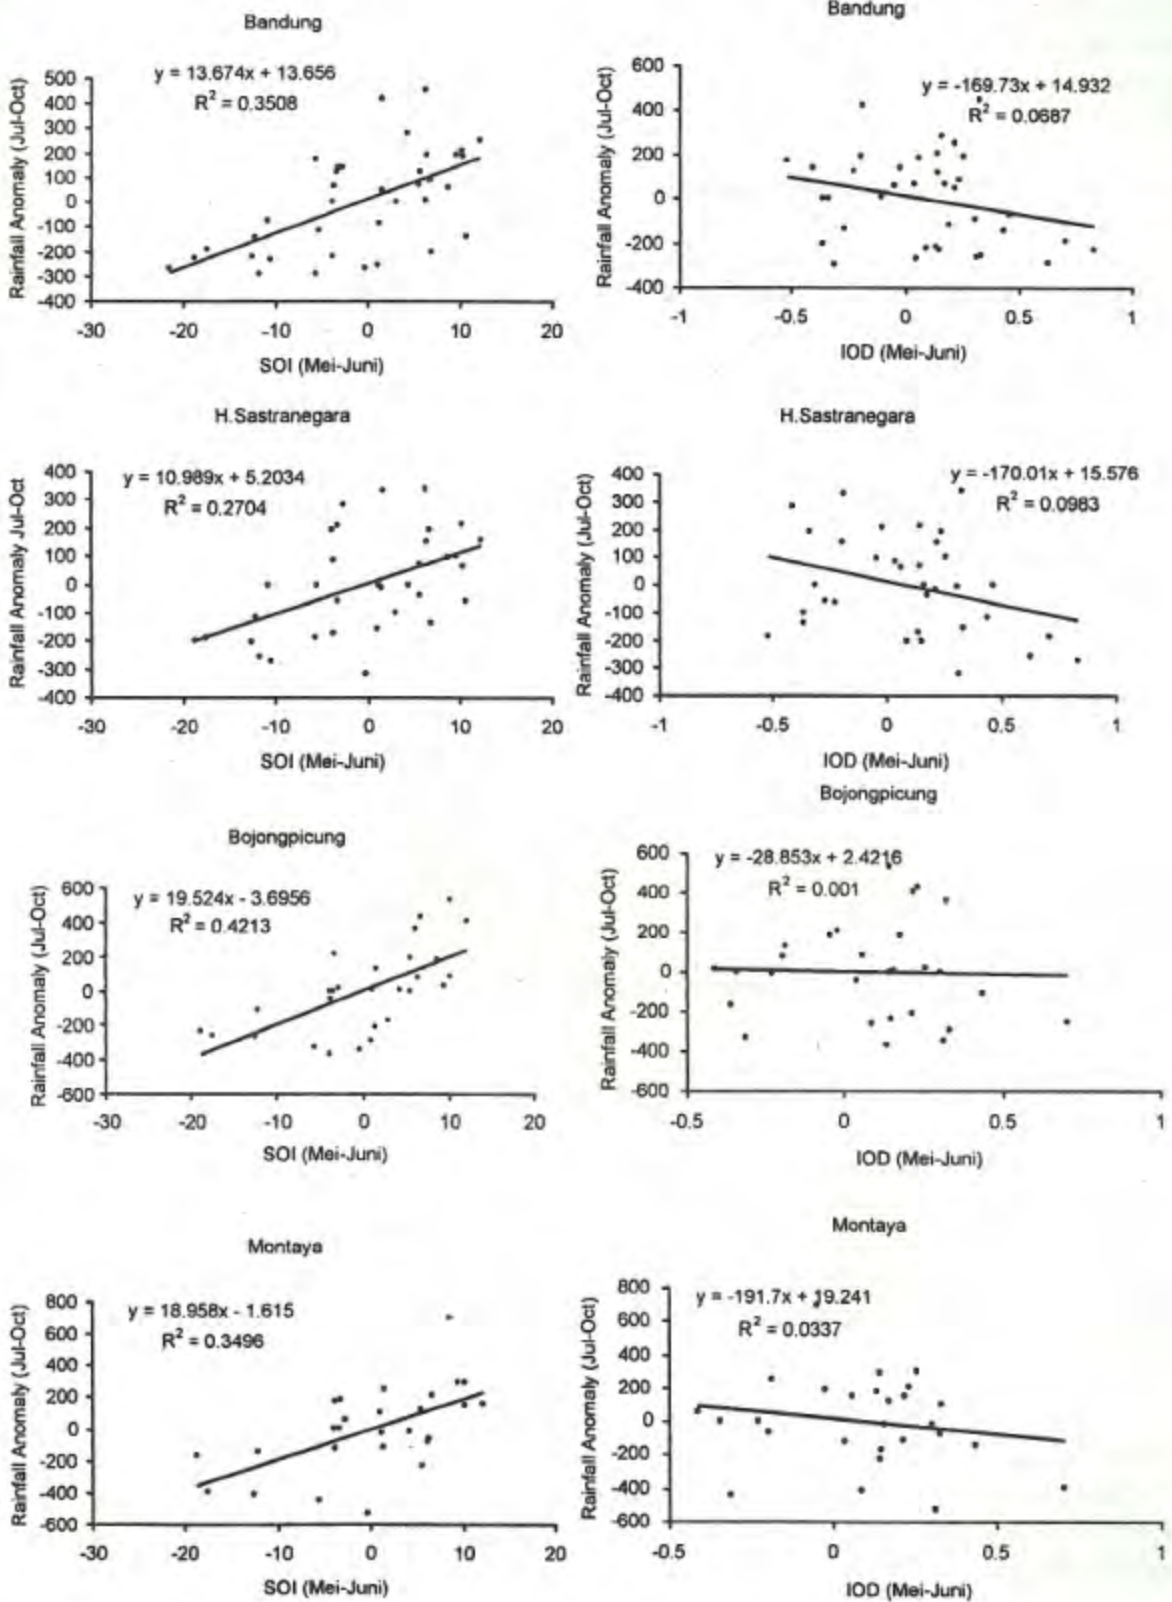 Bandung
y = 13.674x + 13.656
R² = 0.3508
Rainfall Anomaly (Jul-Oct)
500
400
300
200
100
0
-100
-200
-300
-400
-30 -20 -10 0 10 20
SOI (Mei-Juni)
Bandung
y = -169.73x + 14.932
R² = 0.0687
Rainfall Anomaly (Jul-Oct)
600
400
200
0
-200
-400
-1 -0.5 0 0.5 1
IOD (Mei-Juni)
H.Sastranegara
y = 10.989x + 5.2034
R² = 0.2704
Rainfall Anomaly Jul-Oct
400
300
200
100
0
-100
-200
-300
-400
-30 -20 -10 0 10 20
SOI (Mei-Juni)
H.Sastranegara
y = -170.01x + 15.576
R² = 0.0983
Rainfall Anomaly (Jul-Oct)
400
300
200
100
0
-100
-200
-300
-400
-1 -0.5 0 0.5 1
IOD (Mei-Juni)
Bojongpicung
y = 19.524x - 3.6956
R² = 0.4213
Rainfall Anomaly (Jul-Oct)
600
400
200
0
-200
-400
-600
-30 -20 -10 0 10 20
SOI (Mei-Juni)
Bojongpicung
y = -28.853x + 2.4216
R² = 0.001
Rainfall Anomaly (Jul-Oct)
600
400
200
0
-200
-400
-600
-0.5 0 0.5 1
IOD (Mei-Juni)
Montaya
y = 18.958x - 1.615
R² = 0.3496
Rainfall Anomaly (Jul-Oct)
800
600
400
200
0
-200
-400
-600
-30 -20 -10 0 10 20
SOI (Mei-Juni)
Montaya
y = -191.7x + 19.241
R² = 0.0337
Rainfall Anomaly (Jul-Oct)
800
600
400
200
0
-200
-400
-600
-0.5 0 0.5 1
IOD (Mei-Juni)